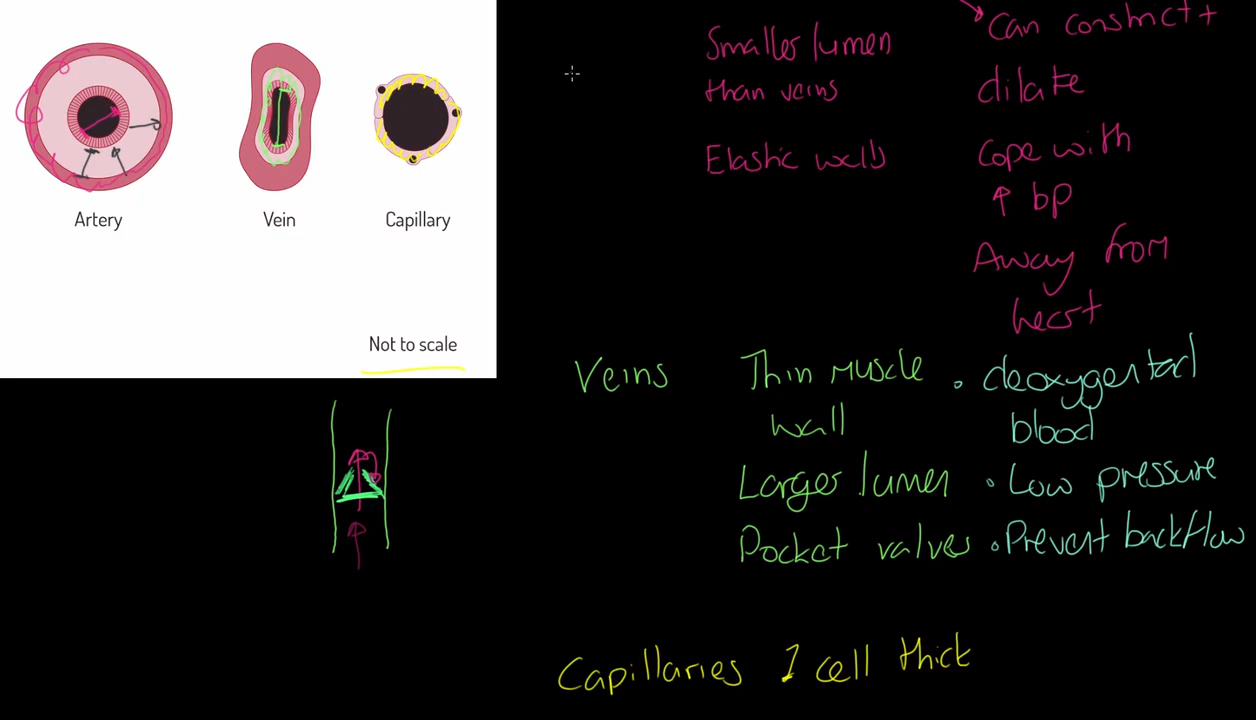 Artery
Vein
Capillary
Not to scale
Smaller lumen
than veins
Elastic walls
Can constrict +
dilate
Cope with
↑ bp
Away from
heart
Veins
Thin muscle
wall
Larger lumen
Pocket valves
• deoxygentad
blood
• Low pressure
• Prevent backflow
Capillaries 1 cell thick